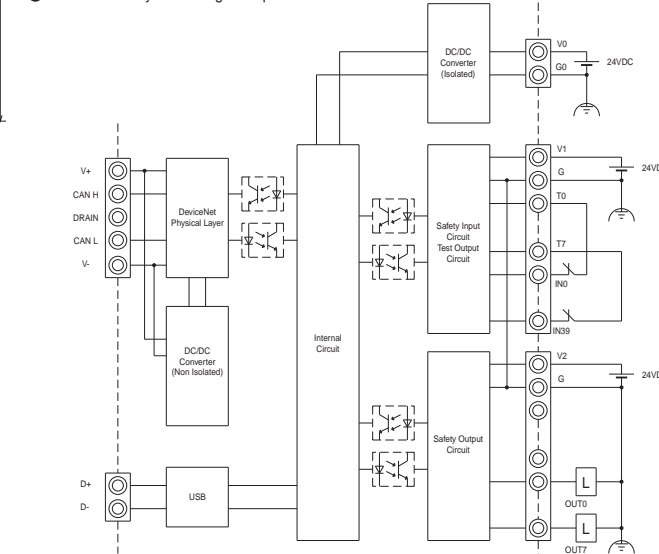 DC/DC
Converter
(Isolated)
V0
G0
24VDC
V+
CAN H
DRAIN
CAN L
V-
DeviceNet
Physical Layer
DC/DC
Converter
(Non Isolated)
Internal
Circuit
Safety Input
Circuit
Test Output
Circuit
V1
G
T0
T7
IN0
IN39
24VD
Safety Output
Circuit
V2
G
24VD
L
OUT0
L
OUT7
D+
D-
USB